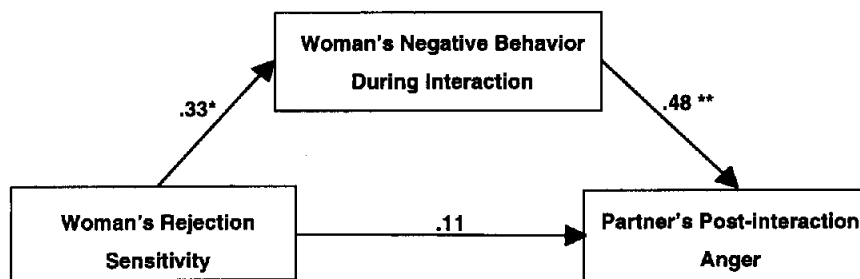 Woman's Negative Behavior
During Interaction
.33*
.48 **
Woman's Rejection
Sensitivity
.11
Partner's Post-interaction
Anger